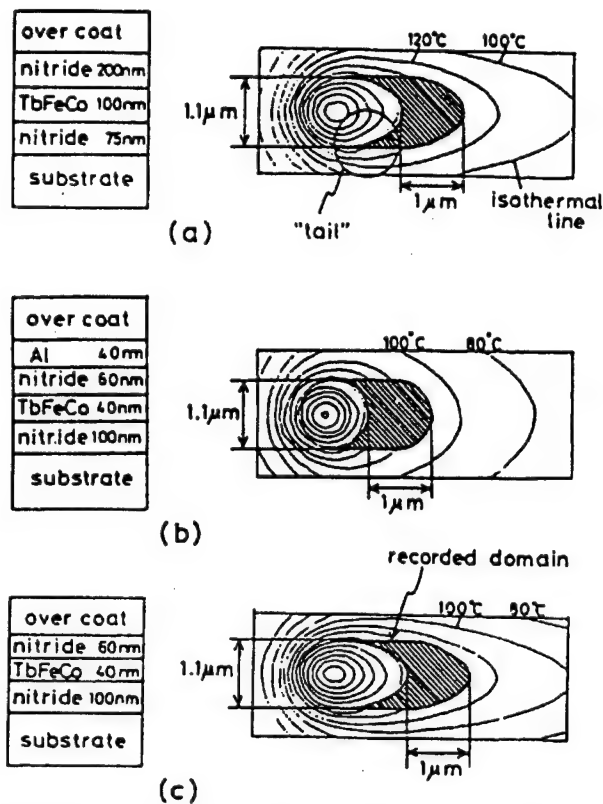 over coat
nitride 200nm
TbFeCo 100nm
nitride 75nm
substrate
120°C 100°C
1.1μm
1μm
"tail"
isothermal
line
(a)
over coat
Al 40nm
nitride 60nm
TbFeCo 40nm
nitride 100nm
substrate
100°C 80°C
1.1μm
1μm
(b)
recorded domain
over coat
nitride 60nm
TbFeCo 40nm
nitride 100nm
substrate
100°C 80°C
1.1μm
1μm
(c)